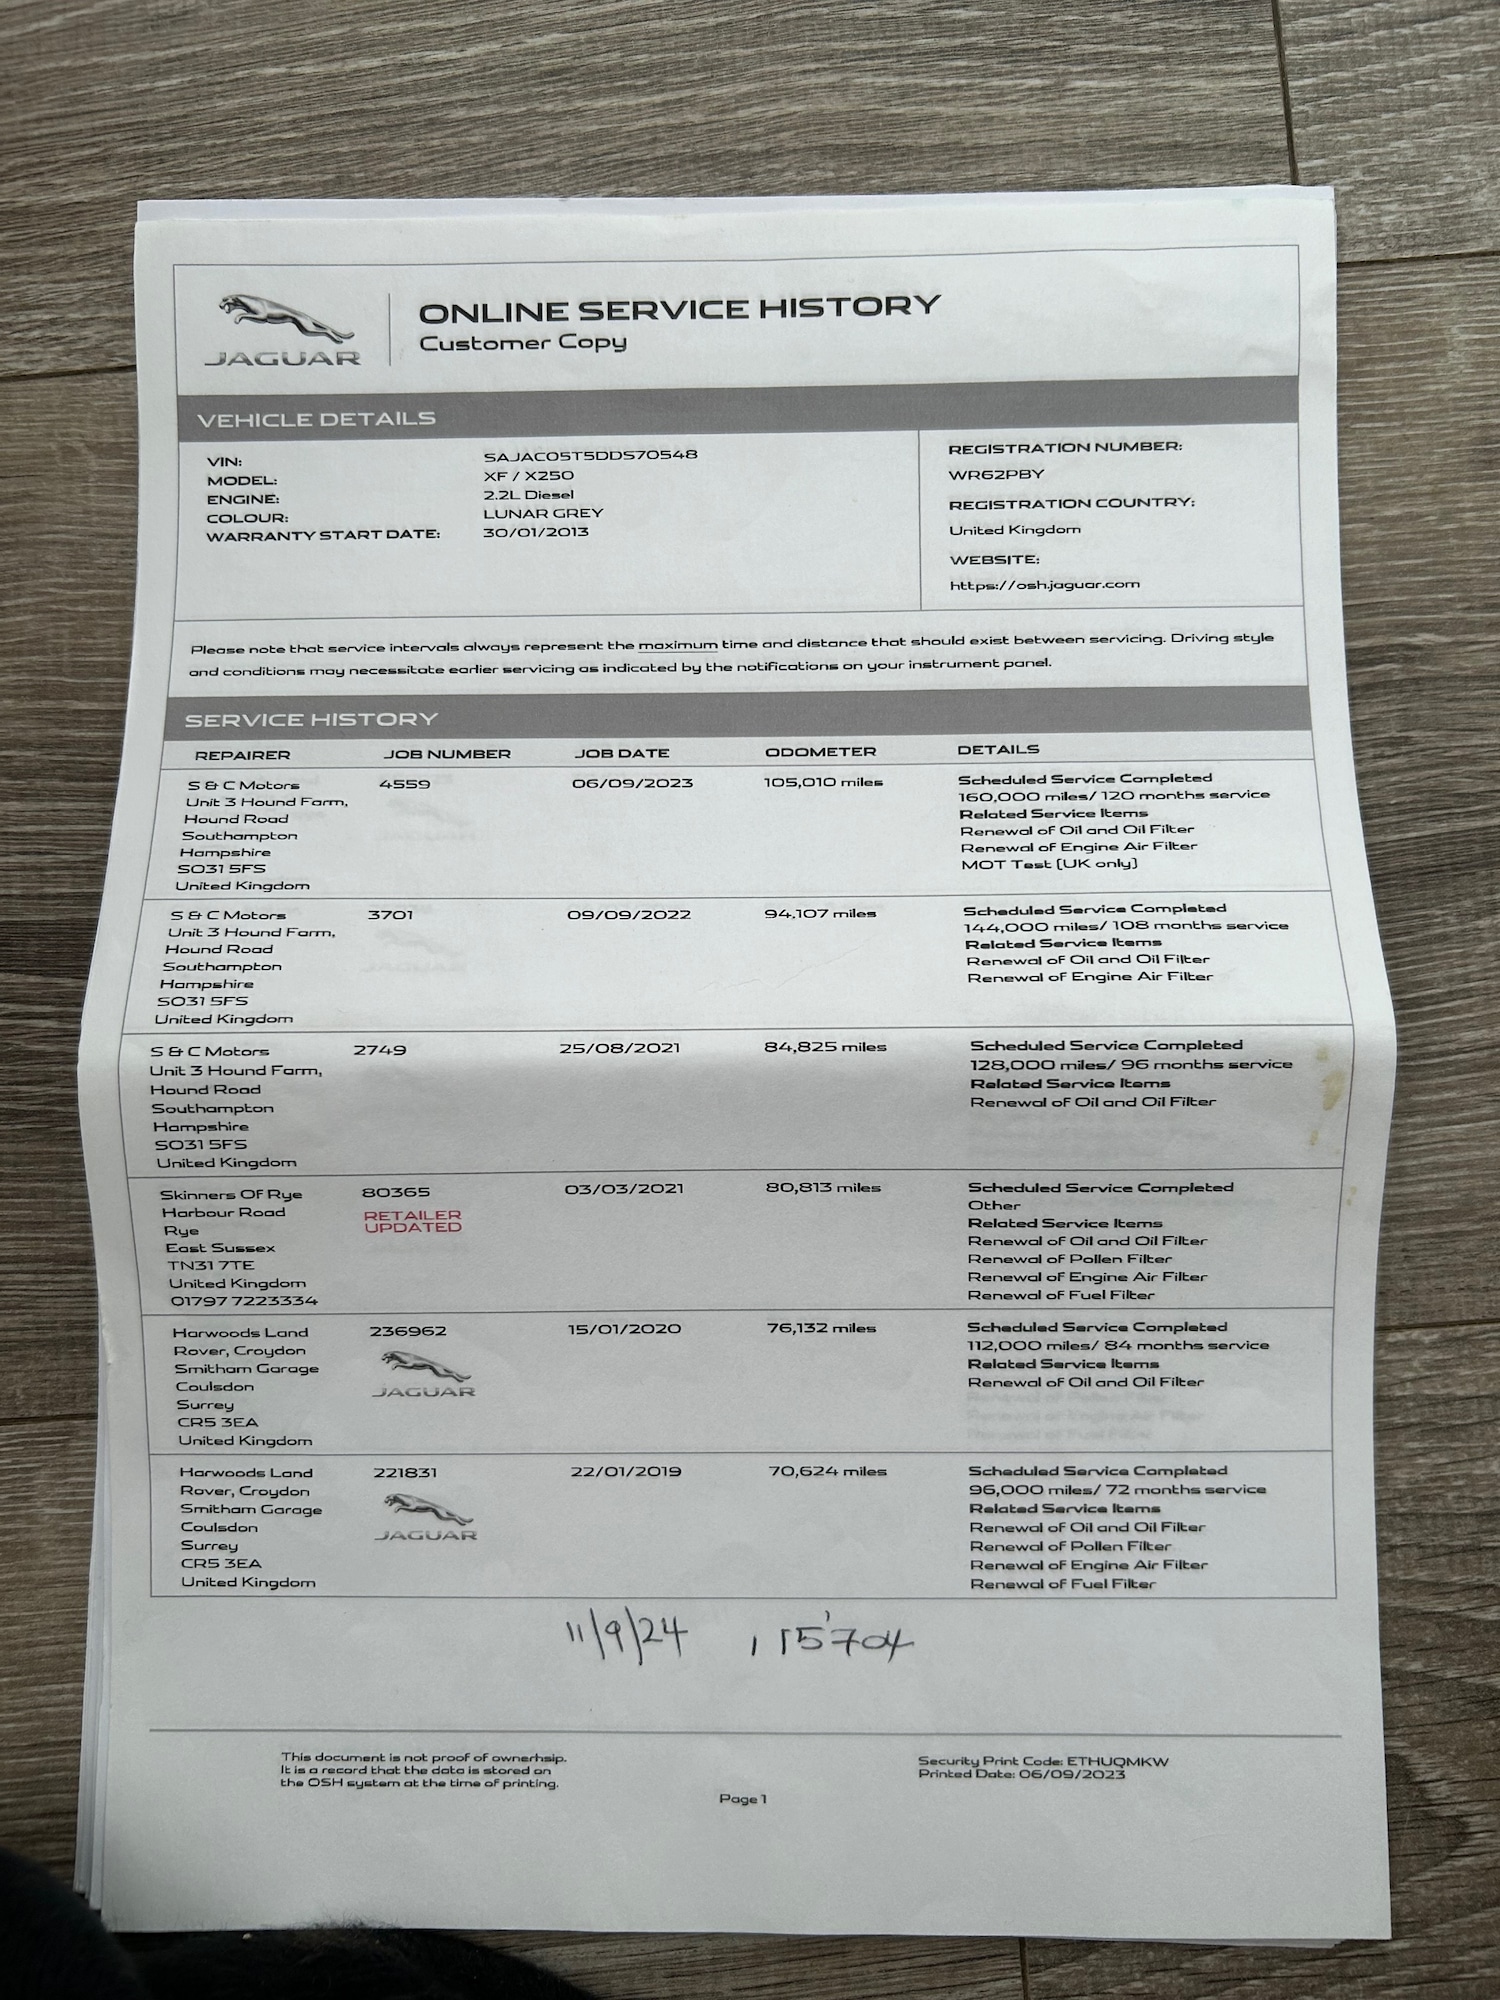 JAGUAR
ONLINE SERVICE HISTORY
Customer Copy
VEHICLE DETAILS
VIN: SAJAC05T5DDS70548
MODEL: XF / X250
ENGINE: 2.2L Diesel
COLOUR: LUNAR GREY
WARRANTY START DATE: 30/01/2013
REGISTRATION NUMBER:
WR62PBY
REGISTRATION COUNTRY:
United Kingdom
WEBSITE:
https://osh.jaguar.com
Please note that service intervals always represent the maximum time and distance that should exist between servicing. Driving style
and conditions may necessitate earlier servicing as indicated by the notifications on your instrument panel.
SERVICE HISTORY
REPAIRER JOB NUMBER JOB DATE ODOMETER DETAILS
S & C Motors 4559 06/09/2023 105,010 miles Scheduled Service Completed
Unit 3 Hound Farm, 160,000 miles/ 120 months service
Hound Road Related Service Items
Southampton Renewal of Oil and Oil Filter
Hampshire Renewal of Engine Air Filter
SO31 5FS MOT Test (UK only)
United Kingdom
S & C Motors 3701 09/09/2022 94,107 miles Scheduled Service Completed
Unit 3 Hound Farm, 144,000 miles/ 108 months service
Hound Road Related Service Items
Southampton Renewal of Oil and Oil Filter
Hampshire Renewal of Engine Air Filter
SO31 5FS
United Kingdom
S & C Motors 2749 25/08/2021 84,825 miles Scheduled Service Completed
Unit 3 Hound Farm, 128,000 miles/ 96 months service
Hound Road Related Service Items
Southampton Renewal of Oil and Oil Filter
Hampshire
SO31 5FS
United Kingdom
Skinners Of Rye 80365 03/03/2021 80,813 miles Scheduled Service Completed
Harbour Road RETAILER Other
Rye UPDATED Related Service Items
East Sussex Renewal of Oil and Oil Filter
TN31 7TE Renewal of Pollen Filter
United Kingdom Renewal of Engine Air Filter
01797 7223334 Renewal of Fuel Filter
Harwoods Land 236962 15/01/2020 76,132 miles Scheduled Service Completed
Rover, Croydon 112,000 miles/ 84 months service
Smitham Garage Related Service Items
Coulsdon JAGUAR Renewal of Oil and Oil Filter
Surrey
CR5 3EA
United Kingdom
Harwoods Land 221831 22/01/2019 70,624 miles Scheduled Service Completed
Rover, Croydon 96,000 miles/ 72 months service
Smitham Garage Related Service Items
Coulsdon JAGUAR Renewal of Oil and Oil Filter
Surrey Renewal of Pollen Filter
CR5 3EA Renewal of Engine Air Filter
United Kingdom Renewal of Fuel Filter
11/9/24 115'704
This document is not proof of ownerhsip.
It is a record that the data is stored on
the OSH system at the time of printing.
Security Print Code: ETHUQMKW
Printed Date: 06/09/2023
Page 1